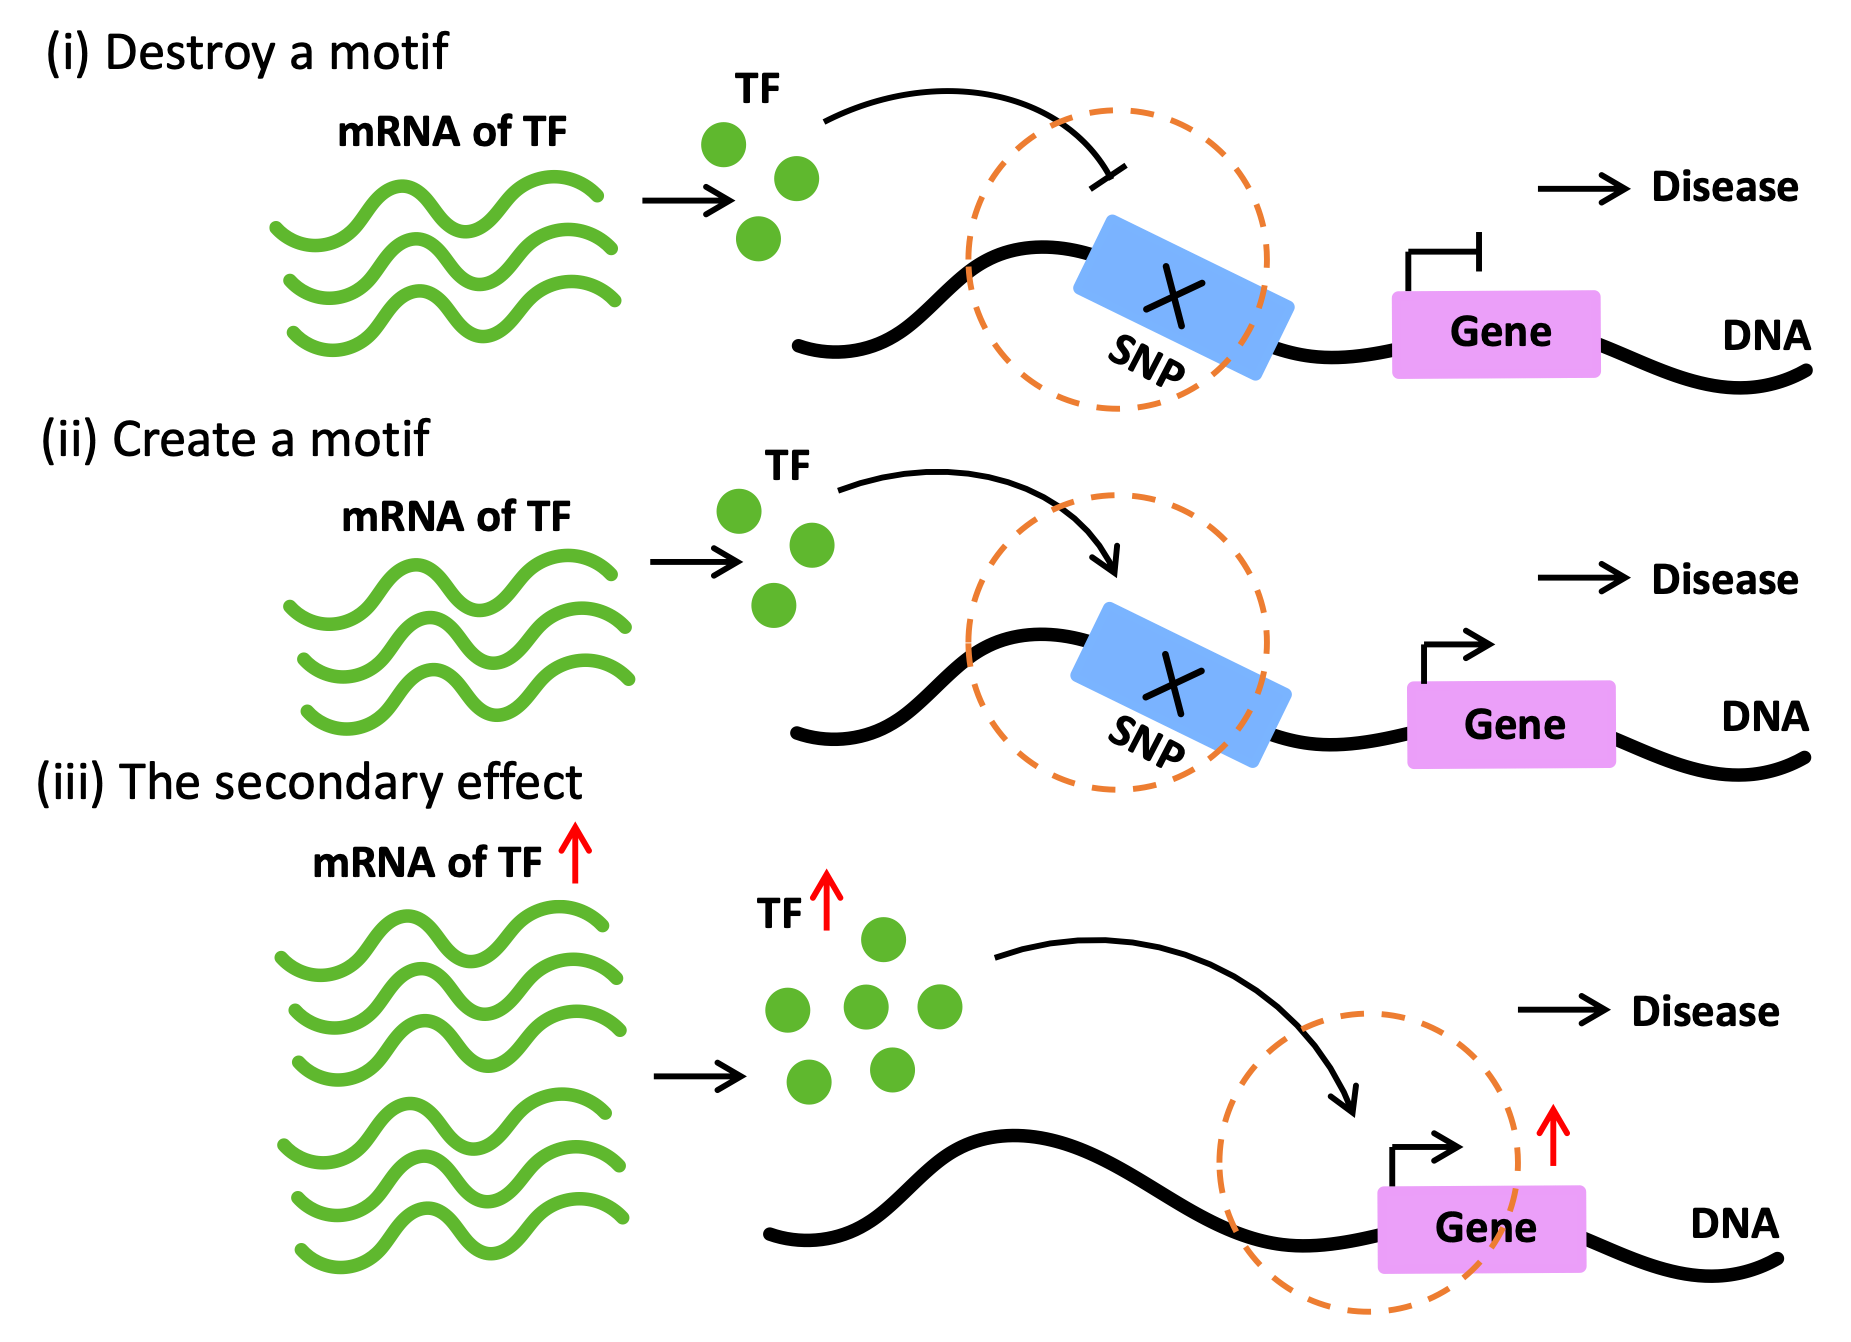 (i) Destroy a motif
TF
mRNA of TF
Disease
SNP
Gene
DNA
(ii) Create a motif
TF
mRNA of TF
Disease
SNP
Gene
DNA
(iii) The secondary effect
mRNA of TF
TF
Disease
Gene
DNA